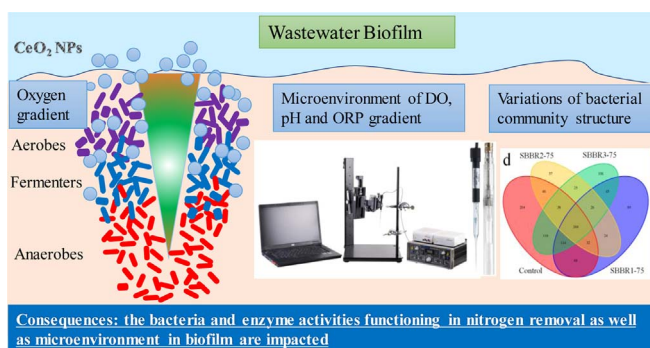 Wastewater Biofilm
CeO2 NPs
Oxygen
gradient
Microenvironment of DO,
pH and ORP gradient
Variations of bacterial
community structure
Aerobes
Fermenters
Anaerobes
d
SBBR2-75
SBBR3-75
Control
SBBR1-75
Consequences: the bacteria and enzyme activities functioning in nitrogen removal as well
as microenvironment in biofilm are impacted